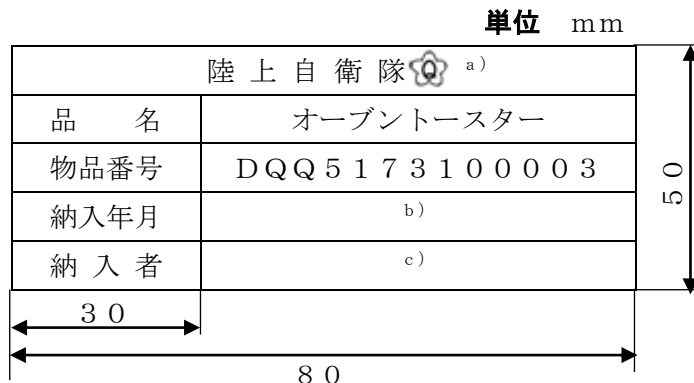 単位 mm
陸上自衛隊Q a)
品 名 オーブントースター
物品番号 DQQ5173100003
納入年月 b)
納入者 c)
50
30
80